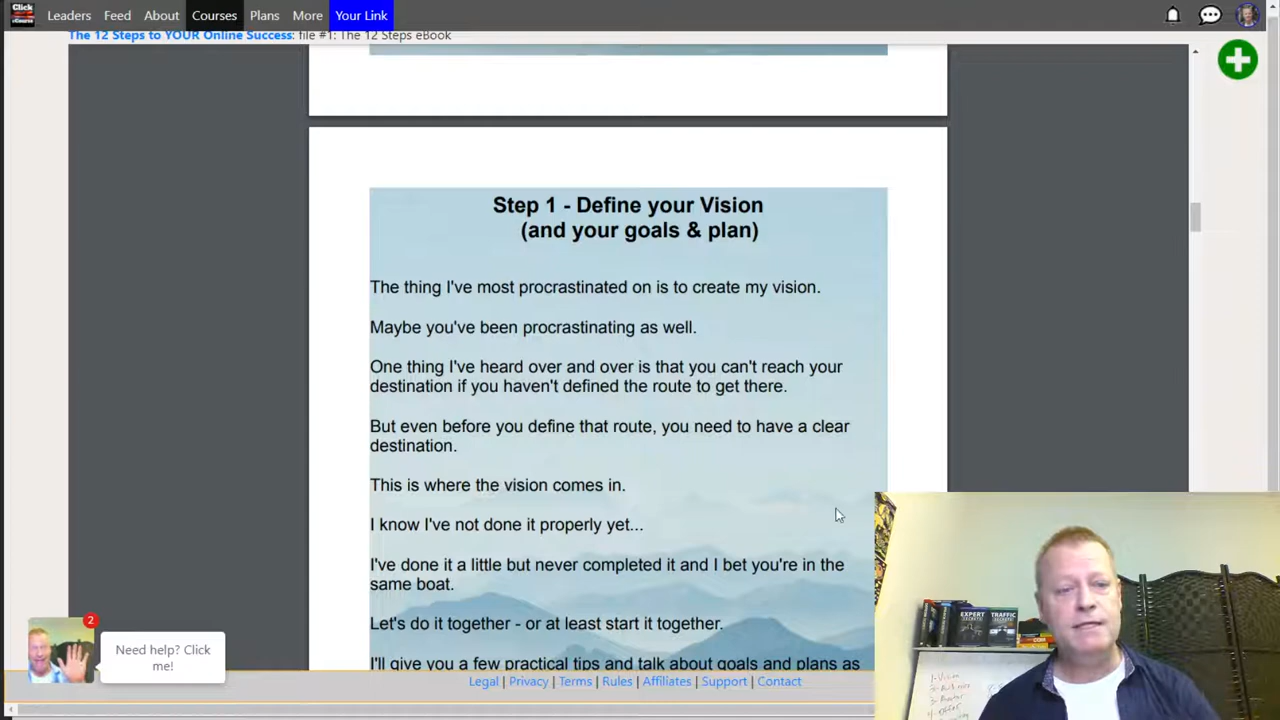 Click
Leaders Feed About Courses Plans More Your Link
The 12 Steps to YOUR Online Success: file #1: The 12 Steps eBook
Step 1 - Define your Vision
(and your goals & plan)
The thing I've most procrastinated on is to create my vision.
Maybe you've been procrastinating as well.
One thing I've heard over and over is that you can't reach your
destination if you haven't defined the route to get there.
But even before you define that route, you need to have a clear
destination.
This is where the vision comes in.
I know I've not done it properly yet...
I've done it a little but never completed it and I bet you're in the
same boat.
Let's do it together - or at least start it together.
I'll give you a few practical tips and talk about goals and plans as
2
Need help? Click
me!
EXPERT
SECRETS
TRAFFIC
SECRETS
Legal | Privacy | Terms | Rules | Affiliates | Support | Contact